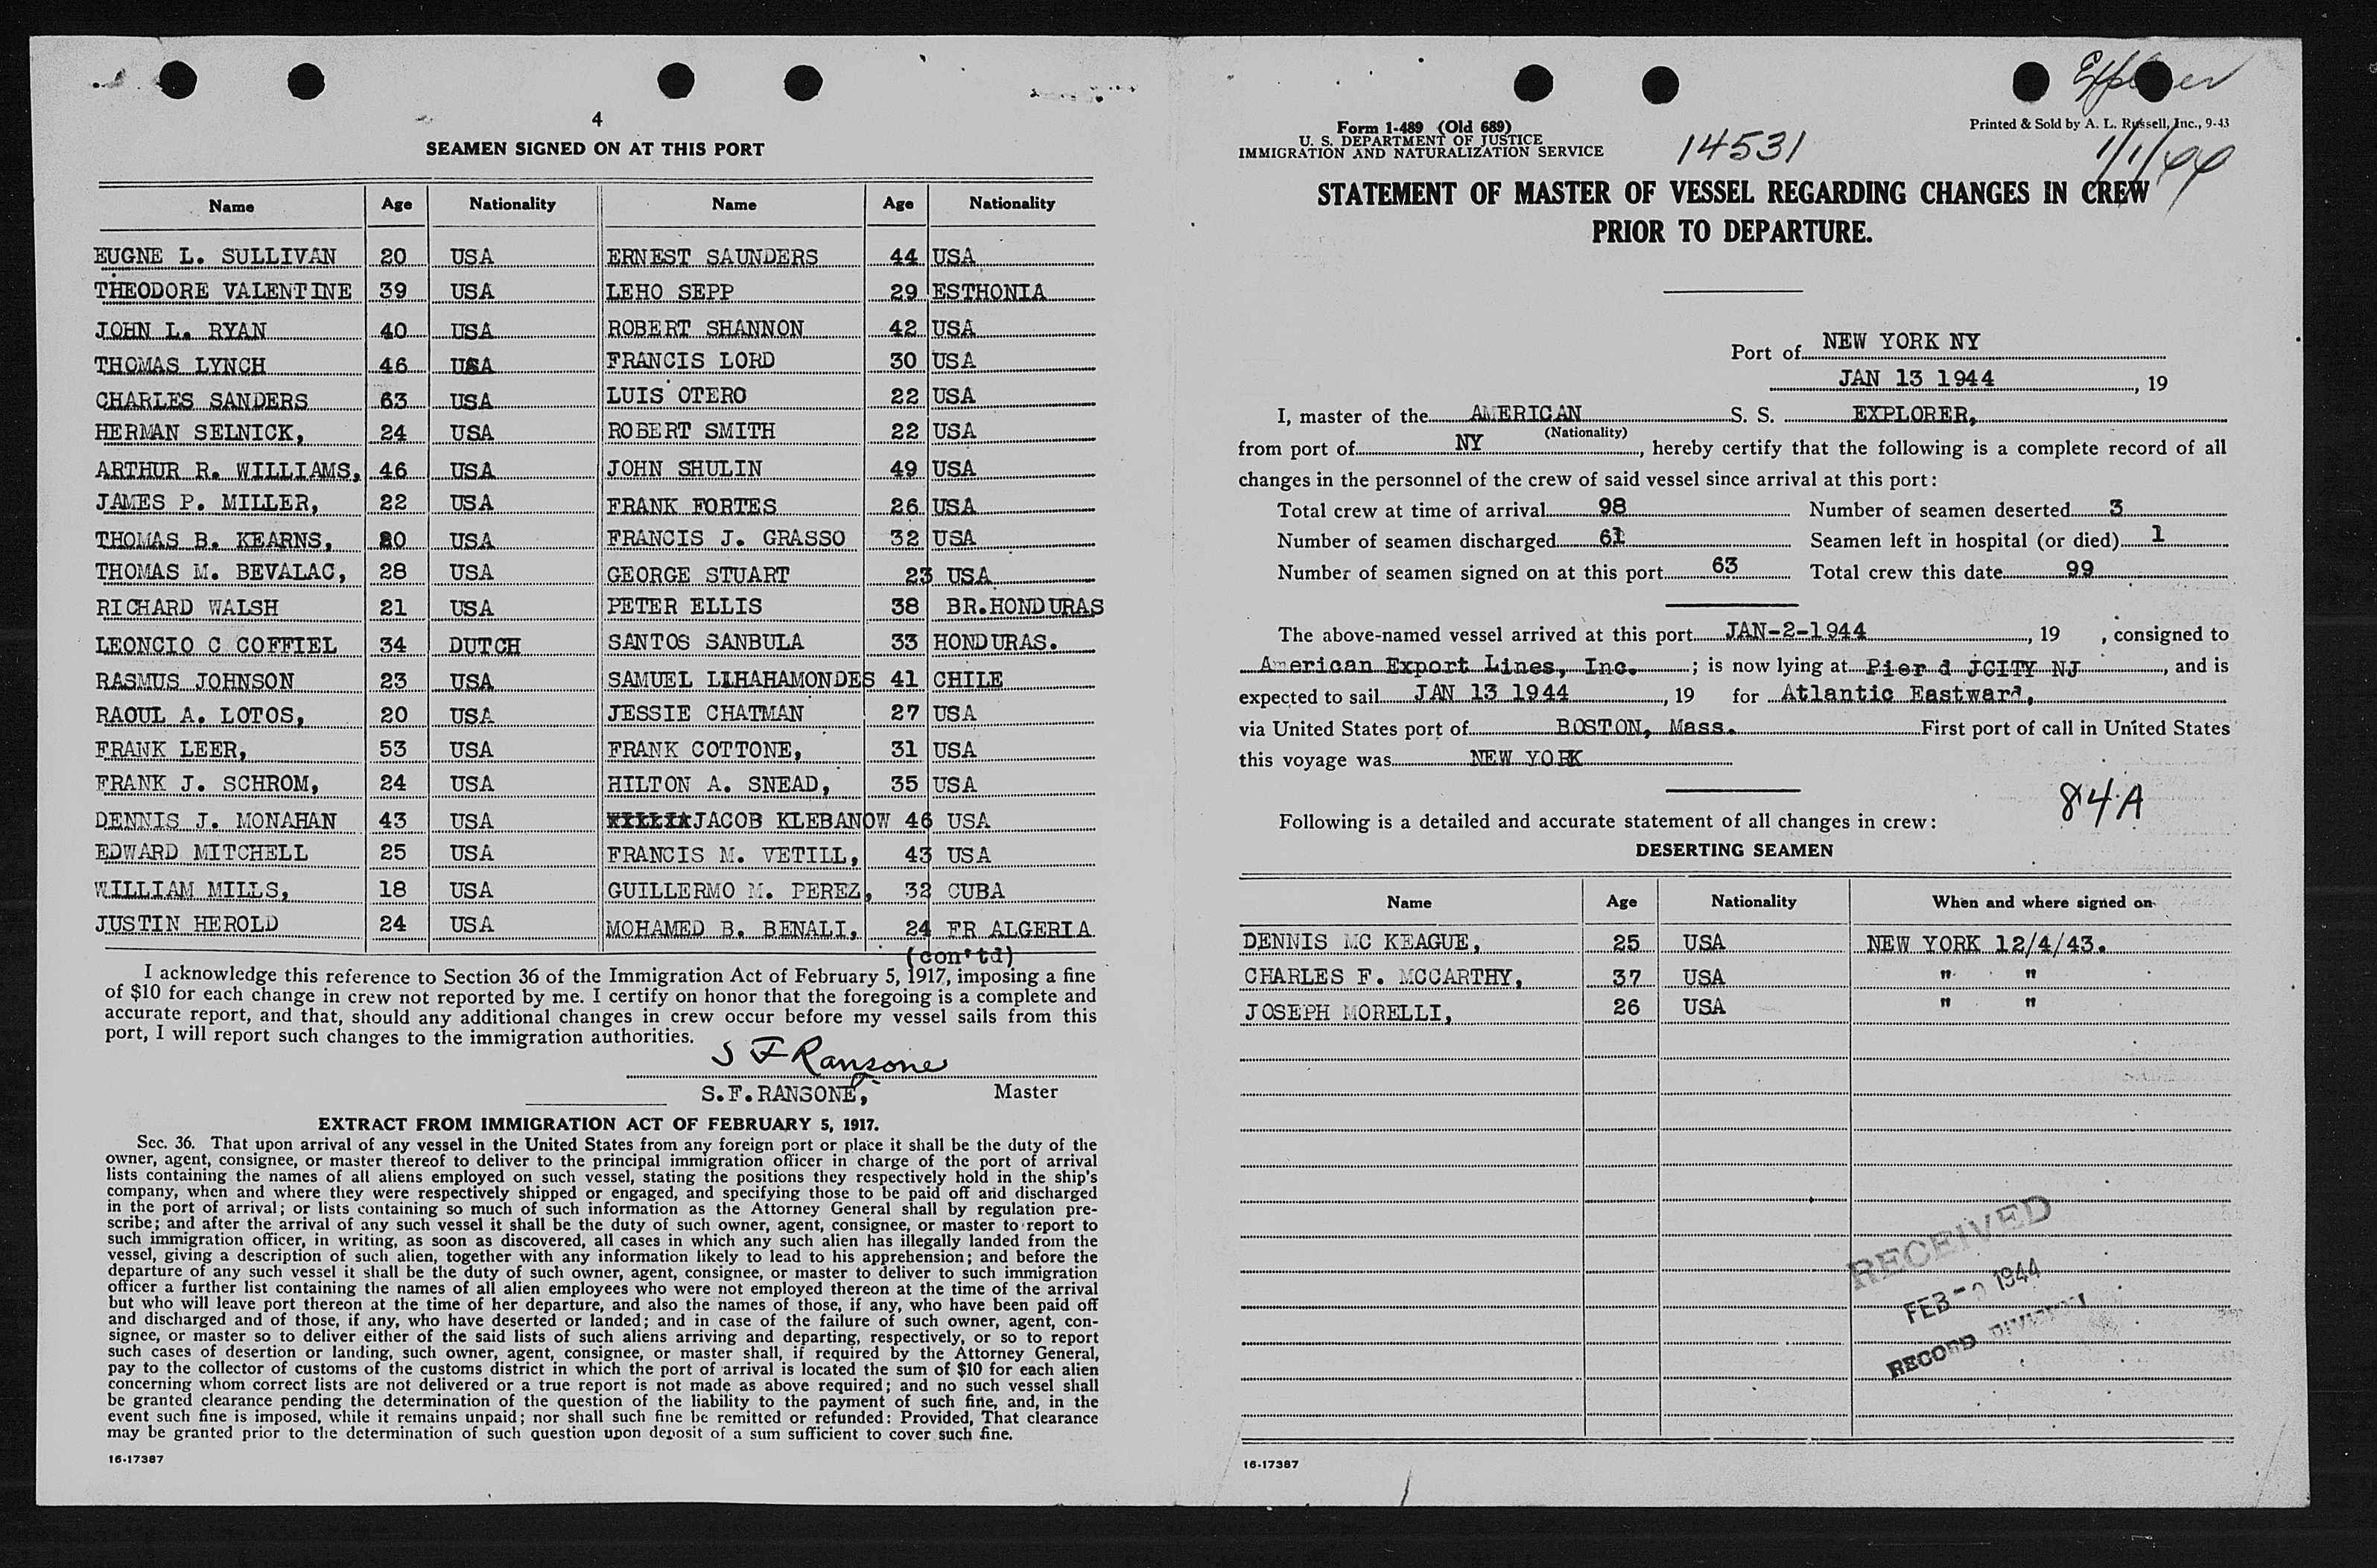 4
SEAMEN SIGNED ON AT THIS PORT
Name Age Nationality Name Age Nationality
EUGNE L. SULLIVAN 20 USA ERNEST SAUNDERS 44 USA
THEODORE VALENTINE 39 USA LEHO SEPP 29 ESTHONIA
JOHN L. RYAN 40 USA ROBERT SHANNON 42 USA
THOMAS LYNCH 46 USA FRANCIS LORD 30 USA
CHARLES SANDERS 63 USA LUIS OTERO 22 USA
HERMAN SELNICK, 24 USA ROBERT SMITH 22 USA
ARTHUR R. WILLIAMS, 46 USA JOHN SHULIN 49 USA
JAMES P. MILLER, 22 USA FRANK FORTES 26 USA
THOMAS B. KEARNS, 20 USA FRANCIS J. GRASSO 32 USA
THOMAS M. BEVALAC, 28 USA GEORGE STUART 23 USA
RICHARD WALSH 21 USA PETER ELLIS 38 BR.HONDURAS
LEONCIO C COFFIEL 34 DUTCH SANTOS SANBULA 33 HONDURAS.
RASMUS JOHNSON 23 USA SAMUEL LLHAHAMONDES 41 CHILE
RAOUL A. LOTOS, 20 USA JESSIE CHATMAN 27 USA
FRANK LEER, 53 USA FRANK COTTONE, 31 USA
FRANK J. SCHROM, 24 USA HILTON A. SNEAD, 35 USA
DENNIS J. MONAHAN 43 USA JACOB KLEBANOW 46 USA
EDWARD MITCHELL 25 USA FRANCIS M. VETILL, 43 USA
WILLIAM MILLS, 18 USA GUILLERMO M. PEREZ, 32 CUBA
JUSTIN HEROLD 24 USA MOHAMED B. BENALI, 24 FR ALGERIA
(con'td)
I acknowledge this reference to Section 36 of the Immigration Act of February 5, 1917, imposing a fine
of $10 for each change in crew not reported by me. I certify on honor that the foregoing is a complete and
accurate report, and that, should any additional changes in crew occur before my vessel sails from this
port, I will report such changes to the immigration authorities.
S F Ransone
S.F.RANSONE, Master
EXTRACT FROM IMMIGRATION ACT OF FEBRUARY 5, 1917.
Sec. 36. That upon arrival of any vessel in the United States from any foreign port or place it shall be the duty of the
owner, agent, consignee, or master thereof to deliver to the principal immigration officer in charge of the port of arrival
lists containing the names of all aliens employed on such vessel, stating the positions they respectively hold in the ship's
company, when and where they were respectively shipped or engaged, and specifying those to be paid off and discharged
in the port of arrival; or lists containing so much of such information as the Attorney General shall by regulation pre-
scribe; and after the arrival of any such vessel it shall be the duty of such owner, agent, consignee, or master to report to
such immigration officer, in writing, as soon as discovered, all cases in which any such alien has illegally landed from the
vessel, giving a description of such alien, together with any information likely to lead to his apprehension; and before the
departure of any such vessel it shall be the duty of such owner, agent, consignee, or master to deliver to such immigration
officer a further list containing the names of all alien employees who were not employed thereon at the time of the arrival
but who will leave port thereon at the time of her departure, and also the names of those, if any, who have been paid off
and discharged and of those, if any, who have deserted or landed; and in case of the failure of such owner, agent, con-
signee, or master so to deliver either of the said lists of such aliens arriving and departing, respectively, or so to report
such cases of desertion or landing, such owner, agent, consignee, or master shall, if required by the Attorney General,
pay to the collector of customs of the customs district in which the port of arrival is located the sum of $10 for each alien
concerning whom correct lists are not delivered or a true report is not made as above required; and no such vessel shall
be granted clearance pending the determination of the question of the liability to the payment of such fine, and, in the
event such fine is imposed, while it remains unpaid; nor shall such fine be remitted or refunded: Provided, That clearance
may be granted prior to the determination of such question upon deposit of a sum sufficient to cover such fine.
16-17387
Form 1-489 (Old 689)
U. S. DEPARTMENT OF JUSTICE
IMMIGRATION AND NATURALIZATION SERVICE
14531
Printed & Sold by A. L. Russell, Inc., 9-43
1/1/44
STATEMENT OF MASTER OF VESSEL REGARDING CHANGES IN CREW
PRIOR TO DEPARTURE.
Port of NEW YORK NY
JAN 13 1944, 19
I, master of the AMERICAN S. S. EXPLORER,
(Nationality)
from port of NY, hereby certify that the following is a complete record of all
changes in the personnel of the crew of said vessel since arrival at this port:
Total crew at time of arrival 98 Number of seamen deserted 3
Number of seamen discharged 61 Seamen left in hospital (or died) 1
Number of seamen signed on at this port 63 Total crew this date 99
The above-named vessel arrived at this port JAN-2-1944, 19 , consigned to
American Export Lines, Inc. ; is now lying at Pier d JCITY NJ, and is
expected to sail JAN 13 1944, 19 for Atlantic Eastward,
via United States port of BOSTON, Mass. First port of call in United States
this voyage was NEW YORK
84A
Following is a detailed and accurate statement of all changes in crew:
DESERTING SEAMEN
Name Age Nationality When and where signed on
DENNIS MC KEAGUE, 25 USA NEW YORK 12/4/43.
CHARLES F. MCCARTHY, 37 USA " "
JOSEPH MORELLI, 26 USA " "
RECEIVED
FEB 1944
RECORD DIVISION
16-17387